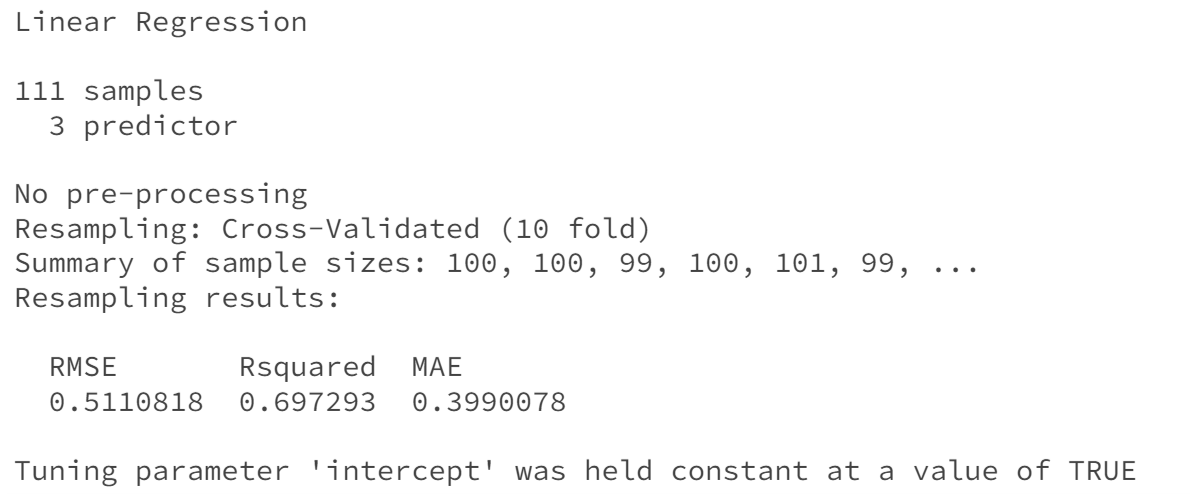 Linear Regression
111 samples
3 predictor
No pre-processing
Resampling: Cross-Validated (10 fold)
Summary of sample sizes: 100, 100, 99, 100, 101, 99, ...
Resampling results:
RMSE Rsquared MAE
0.5110818 0.697293 0.3990078
Tuning parameter 'intercept' was held constant at a value of TRUE